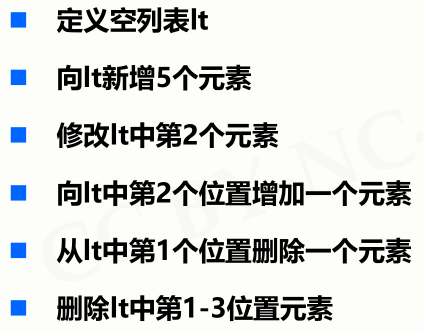 定义空列表lt
向lt新增5个元素
修改lt中第2个元素
向lt中第2个位置增加一个元素
从lt中第1个位置删除一个元素
删除lt中第1-3位置元素
CC BY NC-